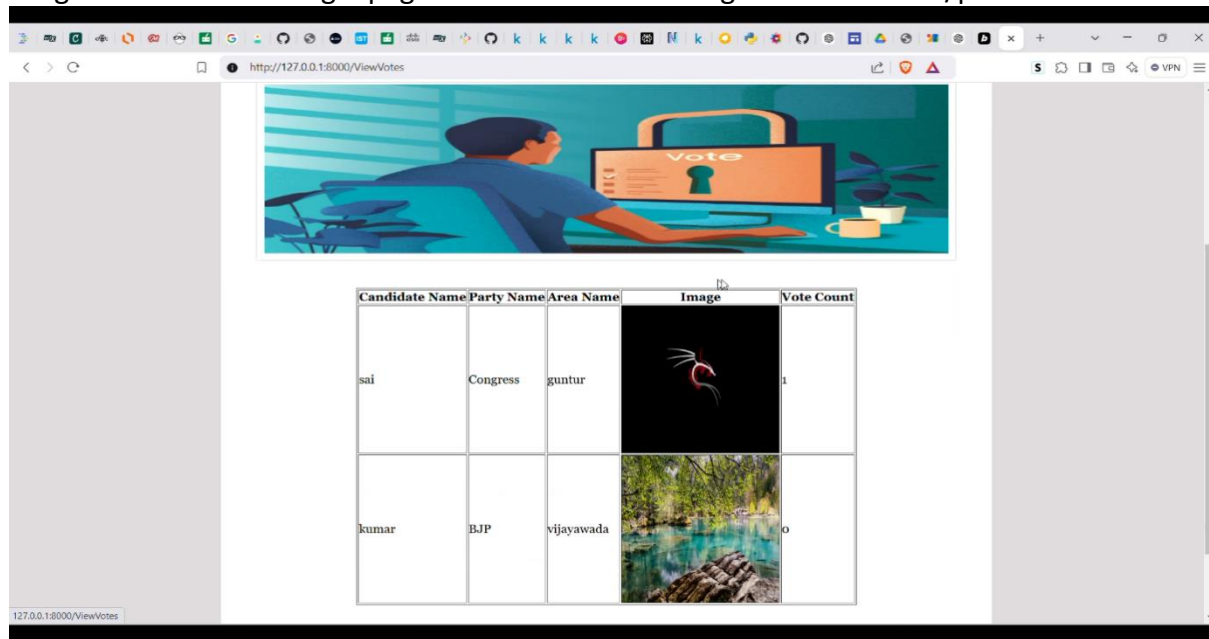 http://127.0.0.1:8000/ViewVotes
VPN
Vote
Candidate Name Party Name Area Name Image Vote Count
sai Congress guntur 1
kumar BJP vijayawada 0
127.0.0.1:8000/ViewVotes